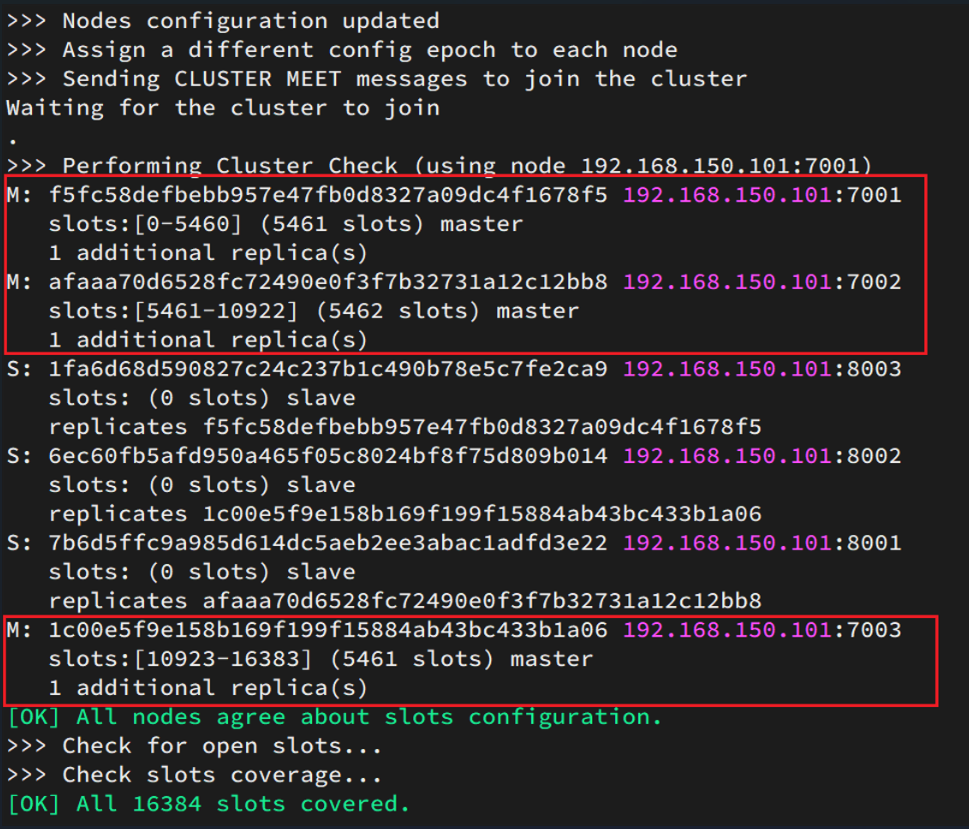 >>> Nodes configuration updated
>>> Assign a different config epoch to each node
>>> Sending CLUSTER MEET messages to join the cluster
Waiting for the cluster to join
.
>>> Performing Cluster Check (using node 192.168.150.101:7001)
M: f5fc58defbebb957e47fb0d8327a09dc4f1678f5 192.168.150.101:7001
   slots:[0-5460] (5461 slots) master
   1 additional replica(s)
M: afaaa70d6528fc72490e0f3f7b32731a12c12bb8 192.168.150.101:7002
   slots:[5461-10922] (5462 slots) master
   1 additional replica(s)
S: 1fa6d68d590827c24c237b1c490b78e5c7fe2ca9 192.168.150.101:8003
   slots: (0 slots) slave
   replicates f5fc58defbebb957e47fb0d8327a09dc4f1678f5
S: 6ec60fb5afd950a465f05c8024bf8f75d809b014 192.168.150.101:8002
   slots: (0 slots) slave
   replicates 1c00e5f9e158b169f199f15884ab43bc433b1a06
S: 7b6d5ffc9a985d614dc5aeb2ee3abac1adfd3e22 192.168.150.101:8001
   slots: (0 slots) slave
   replicates afaaa70d6528fc72490e0f3f7b32731a12c12bb8
M: 1c00e5f9e158b169f199f15884ab43bc433b1a06 192.168.150.101:7003
   slots:[10923-16383] (5461 slots) master
   1 additional replica(s)
[OK] All nodes agree about slots configuration.
>>> Check for open slots...
>>> Check slots coverage...
[OK] All 16384 slots covered.